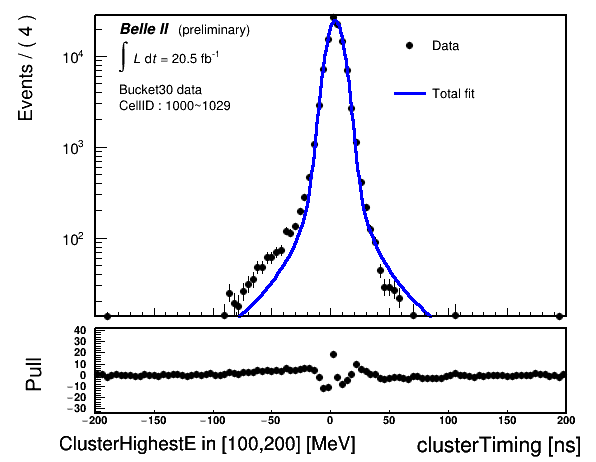 Belle II (preliminary)
∫ L dt = 20.5 fb⁻¹
Bucket30 data
CellID : 1000~1029
Data
Total fit
Events / ( 4 )
10⁴
10³
10²
Pull
40
30
20
10
0
−10
−20
−30
−200 −150 −100 −50 0 50 100 150 200
ClusterHighestE in [100,200] [MeV] clusterTiming [ns]